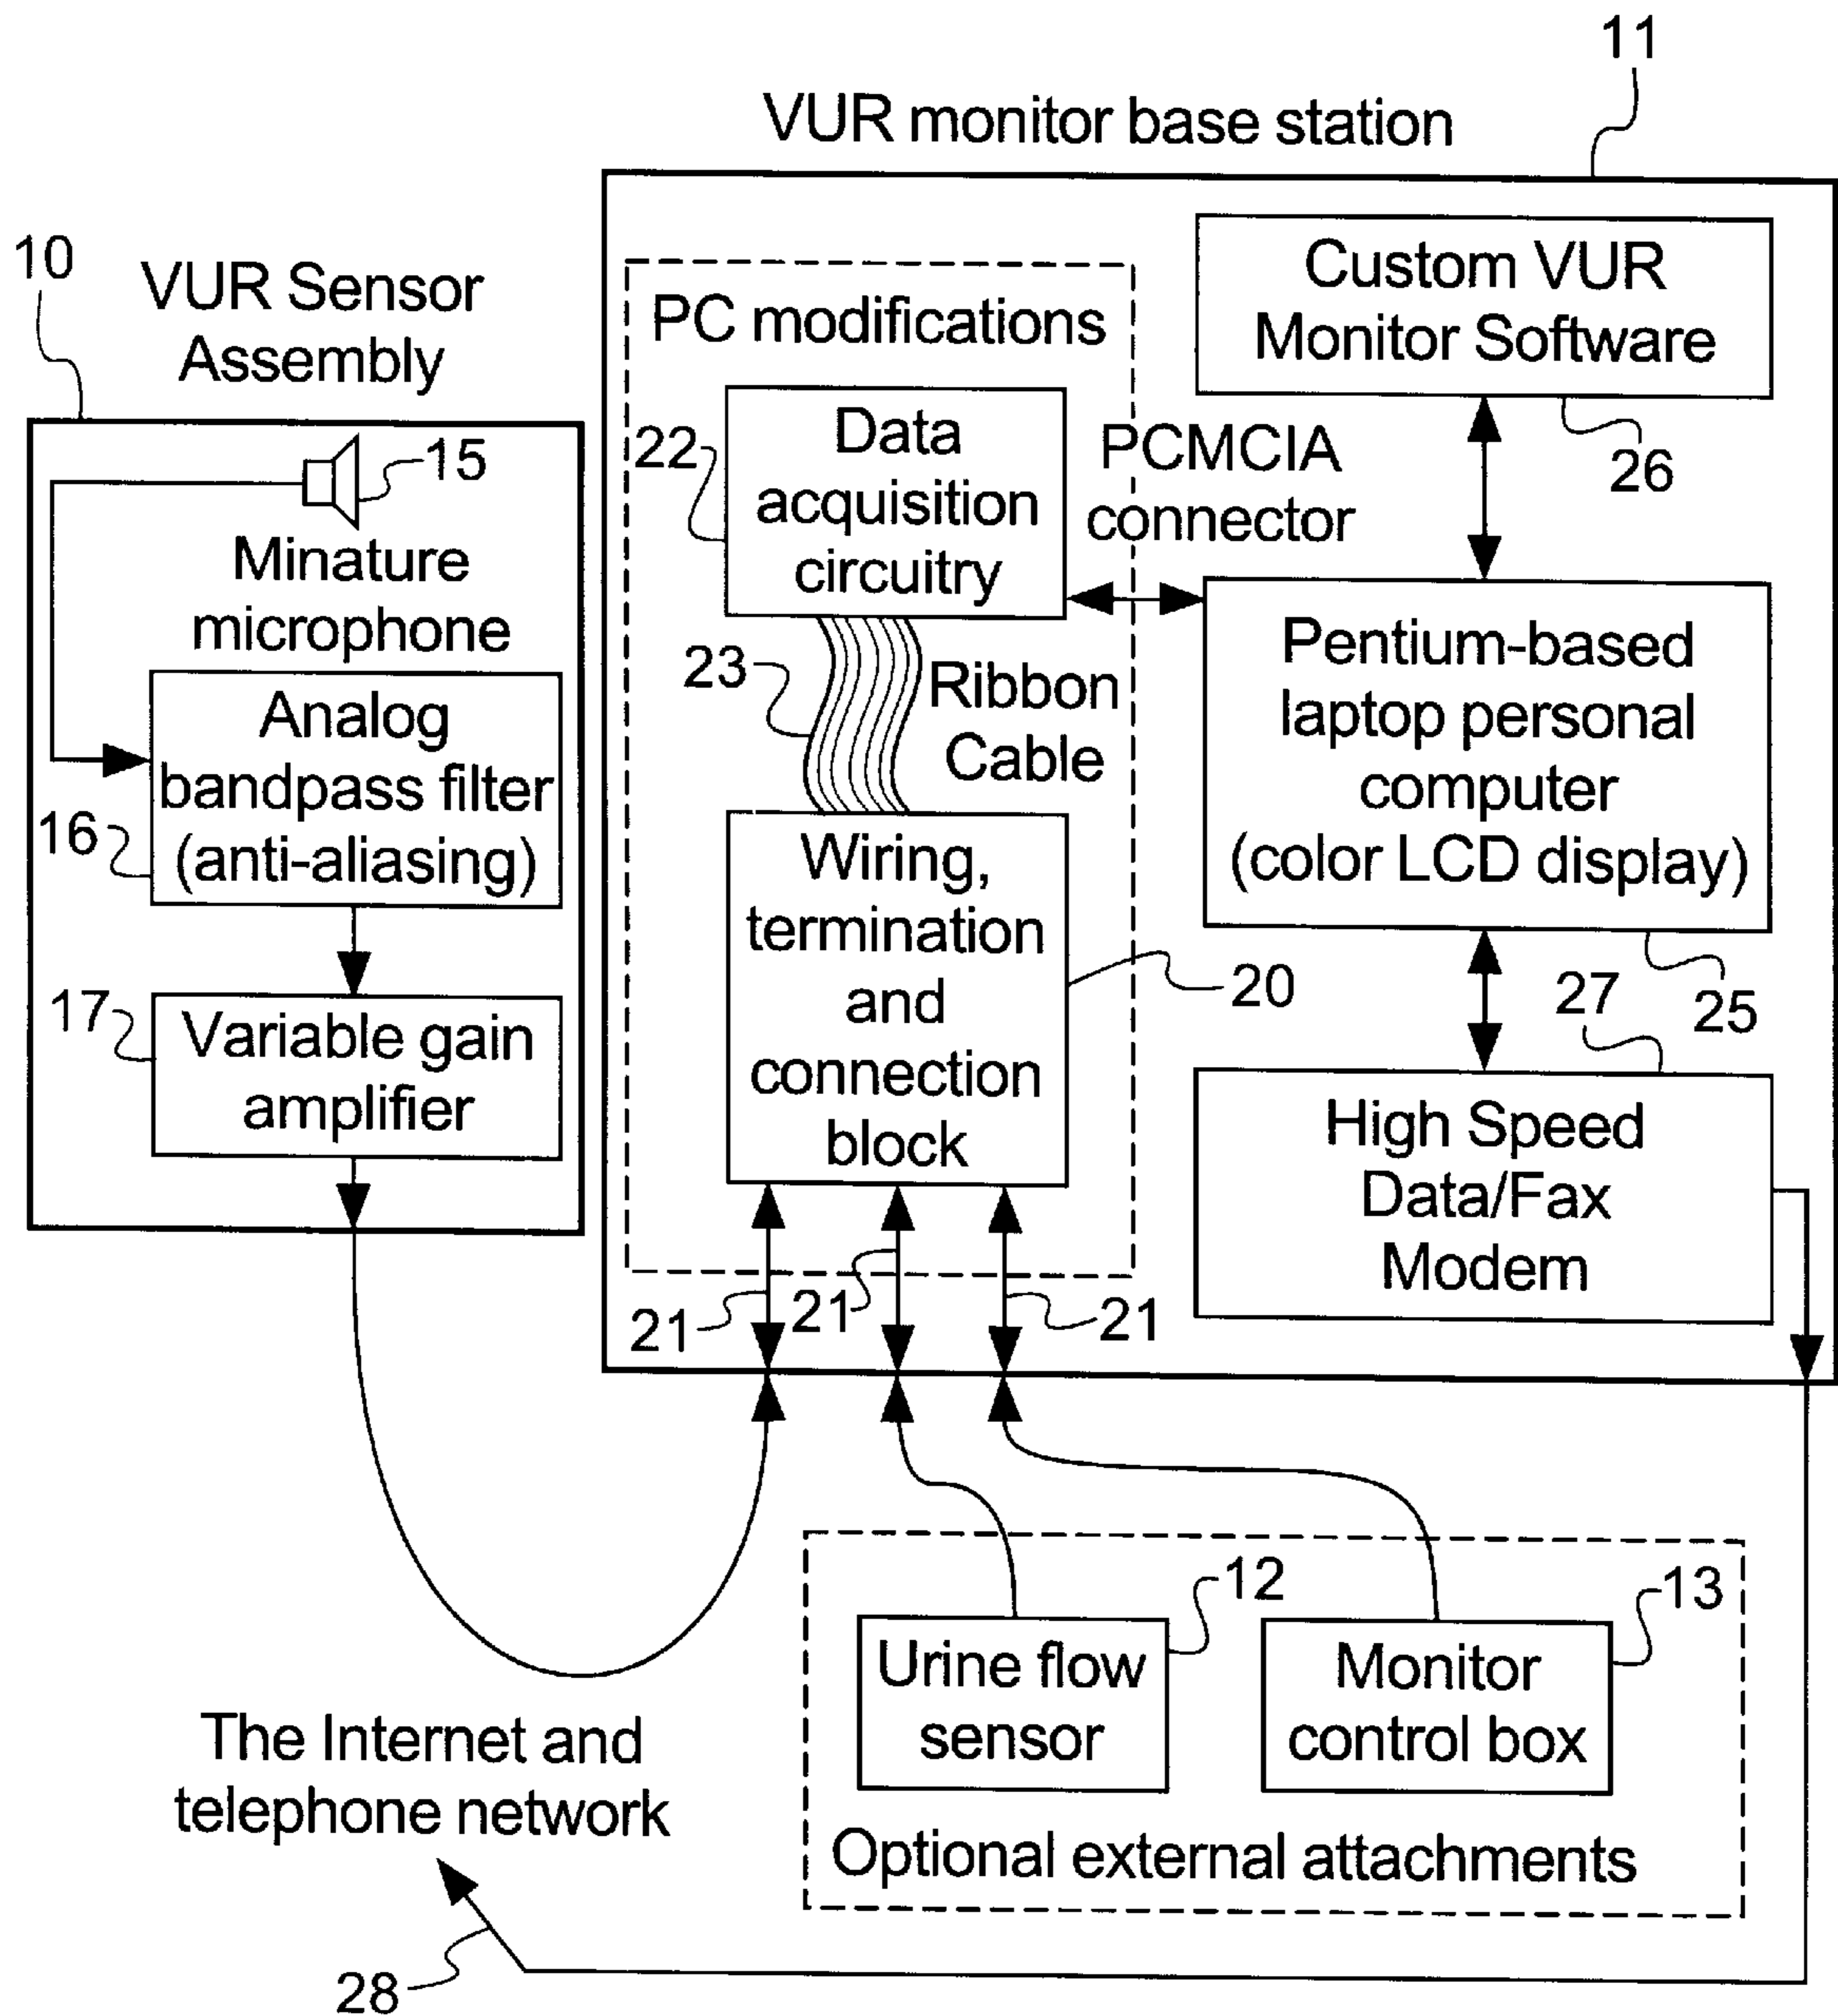 11
VUR monitor base station
10
VUR Sensor
Assembly
15
Minature
microphone
Analog
bandpass filter
(anti-aliasing)
16
17
Variable gain
amplifier
PC modifications
22
Data
acquisition
circuitry
PCMCIA
connector
23
Ribbon
Cable
Wiring,
termination
and
connection
block
20
21
21
21
Custom VUR
Monitor Software
26
Pentium-based
laptop personal
computer
(color LCD display)
25
27
High Speed
Data/Fax
Modem
12
Urine flow
sensor
13
Monitor
control box
Optional external attachments
The Internet and
telephone network
28